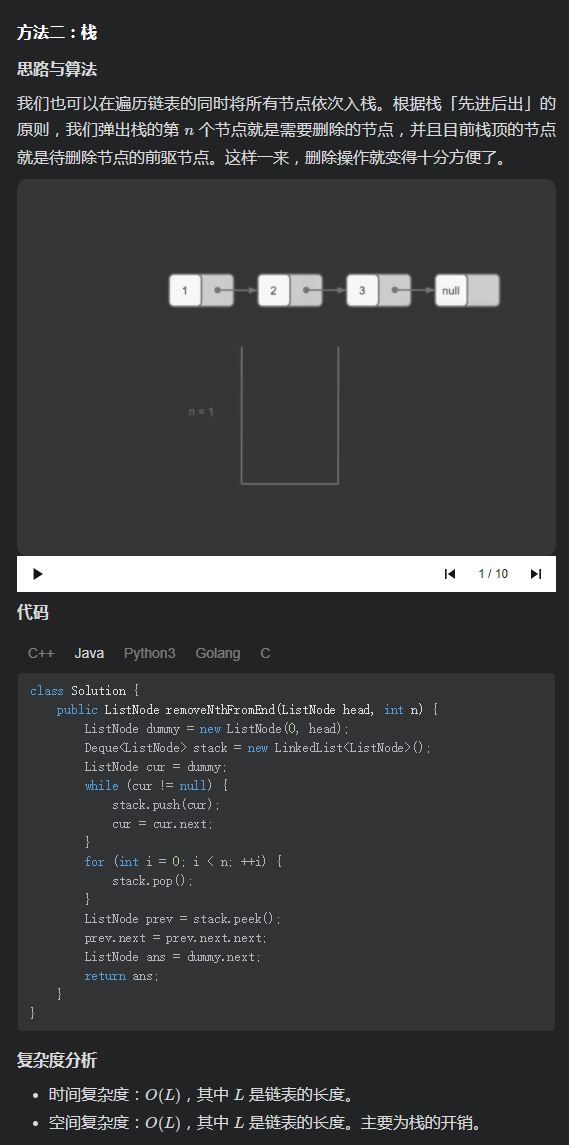 方法二：栈
思路与算法
我们也可以在遍历链表的同时将所有节点依次入栈。根据栈「先进后出」的
原则，我们弹出栈的第 n 个节点就是需要删除的节点，并且目前栈顶的节点
就是待删除节点的前驱节点。这样一来，删除操作就变得十分方便了。
1 2 3 null
n = 1
LeetCode
1 / 10
代码
C++ Java Python3 Golang C
class Solution {
    public ListNode removeNthFromEnd(ListNode head, int n) {
        ListNode dummy = new ListNode(0, head);
        Deque<ListNode> stack = new LinkedList<ListNode>();
        ListNode cur = dummy;
        while (cur != null) {
            stack.push(cur);
            cur = cur.next;
        }
        for (int i = 0; i < n; ++i) {
            stack.pop();
        }
        ListNode prev = stack.peek();
        prev.next = prev.next.next;
        ListNode ans = dummy.next;
        return ans;
    }
}
复杂度分析
• 时间复杂度：O(L)，其中 L 是链表的长度。
• 空间复杂度：O(L)，其中 L 是链表的长度。主要为栈的开销。